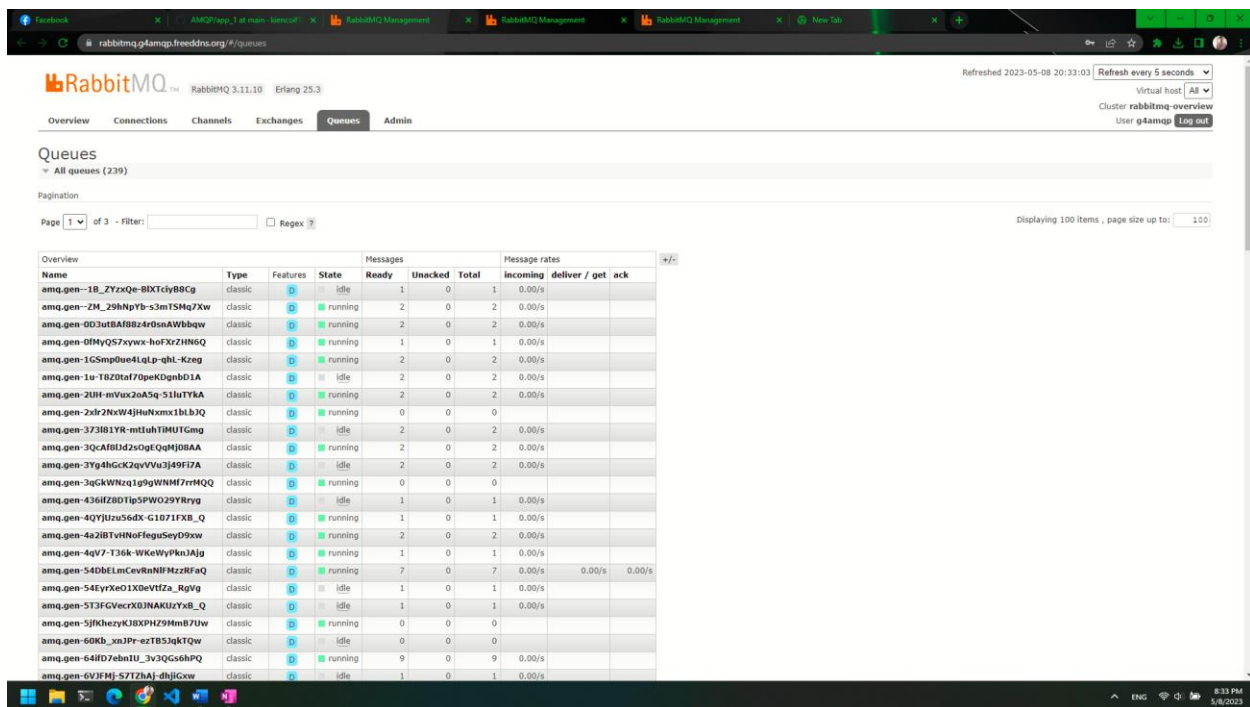 Facebook AMQP/app_1 at main · kiencoif RabbitMQ Management RabbitMQ Management RabbitMQ Management New Tab
rabbitmq.g4amqp.freeddns.org/#/queues
Refreshed 2023-05-08 20:33:03 Refresh every 5 seconds
RabbitMQ TM RabbitMQ 3.11.10 Erlang 25.3
Virtual host All
Cluster rabbitmq-overview
User g4amqp Log out
Overview Connections Channels Exchanges Queues Admin
Queues
All queues (239)
Pagination
Page 1 of 3 - Filter: Regex ?
Displaying 100 items , page size up to: 100
Overview Messages Message rates +/-
Name Type Features State Ready Unacked Total incoming deliver / get ack
amq.gen--1B_ZYzxQe-BlXTciyB8Cg classic D idle 1 0 1 0.00/s
amq.gen--ZM_29hNpYb-s3mTSMq7Xw classic D running 2 0 2 0.00/s
amq.gen-0D3utBAf88z4r0snAWbbqw classic D running 2 0 2 0.00/s
amq.gen-0fMyQS7xywx-hoFXrZHN6Q classic D running 1 0 1 0.00/s
amq.gen-1GSmp0ue4LqLp-qhL-Kzeg classic D running 2 0 2 0.00/s
amq.gen-1u-T8Z0taf70peKDgnbD1A classic D idle 2 0 2 0.00/s
amq.gen-2UH-mVux2oA5q-51luTYkA classic D running 2 0 2 0.00/s
amq.gen-2xlr2NxW4jHuNxmx1bLbJQ classic D running 0 0 0
amq.gen-373l81YR-mtIuhTiMUTGmg classic D idle 2 0 2 0.00/s
amq.gen-3QcAf8lJd2sOgEQqMj08AA classic D running 2 0 2 0.00/s
amq.gen-3Yg4hGcK2qvVVu3j49Fi7A classic D idle 2 0 2 0.00/s
amq.gen-3qGkWNzq1g9gWNMf7rrMQQ classic D running 0 0 0
amq.gen-436ifZ8DTip5PWO29YRryg classic D idle 1 0 1 0.00/s
amq.gen-4QYjUzu56dX-G1071FXB_Q classic D running 1 0 1 0.00/s
amq.gen-4a2iBTvHNoFfeguSeyD9xw classic D running 2 0 2 0.00/s
amq.gen-4qV7-T36k-WKeWyPknJAjg classic D running 1 0 1 0.00/s
amq.gen-54DbELmCevRnNlFMzzRFaQ classic D running 7 0 7 0.00/s 0.00/s 0.00/s
amq.gen-54EyrXeO1X0eVtfZa_RgVg classic D idle 1 0 1 0.00/s
amq.gen-5T3FGVecrX0JNAKUzYxB_Q classic D idle 1 0 1 0.00/s
amq.gen-5jfKhezyKJ8XPHZ9MmB7Uw classic D running 0 0 0
amq.gen-60Kb_xnJPr-ezTB5JqkTQw classic D idle 0 0 0
amq.gen-64ifD7ebnIU_3v3QGs6hPQ classic D running 9 0 9 0.00/s
amq.gen-6VJFMj-S7TZhAj-dhjiGxw classic D idle 1 0 1 0.00/s
ENG 8:33 PM
5/8/2023